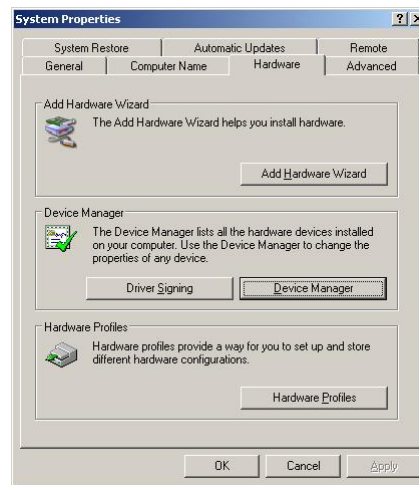 System Properties
System Restore Automatic Updates Remote
General Computer Name Hardware Advanced
Add Hardware Wizard
The Add Hardware Wizard helps you install hardware.
Add Hardware Wizard
Device Manager
The Device Manager lists all the hardware devices installed
on your computer. Use the Device Manager to change the
properties of any device.
Driver Signing Device Manager
Hardware Profiles
Hardware profiles provide a way for you to set up and store
different hardware configurations.
Hardware Profiles
OK Cancel Apply